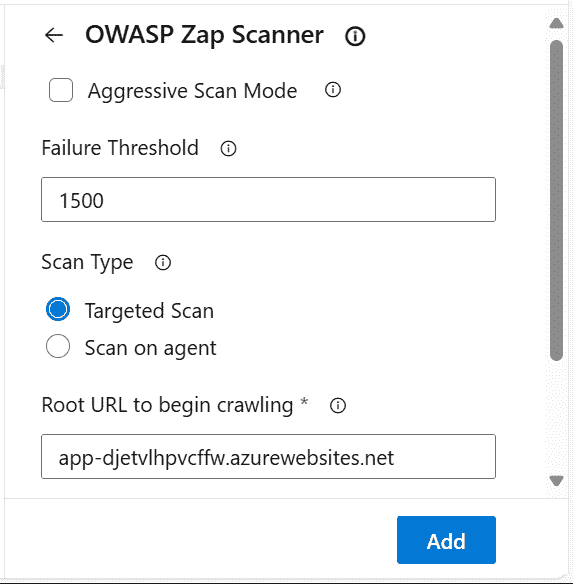 OWASP Zap Scanner
Aggressive Scan Mode
Failure Threshold
1500
Scan Type
Targeted Scan
Scan on agent
Root URL to begin crawling *
app-djetvlhpvcffw.azurewebsites.net
Add